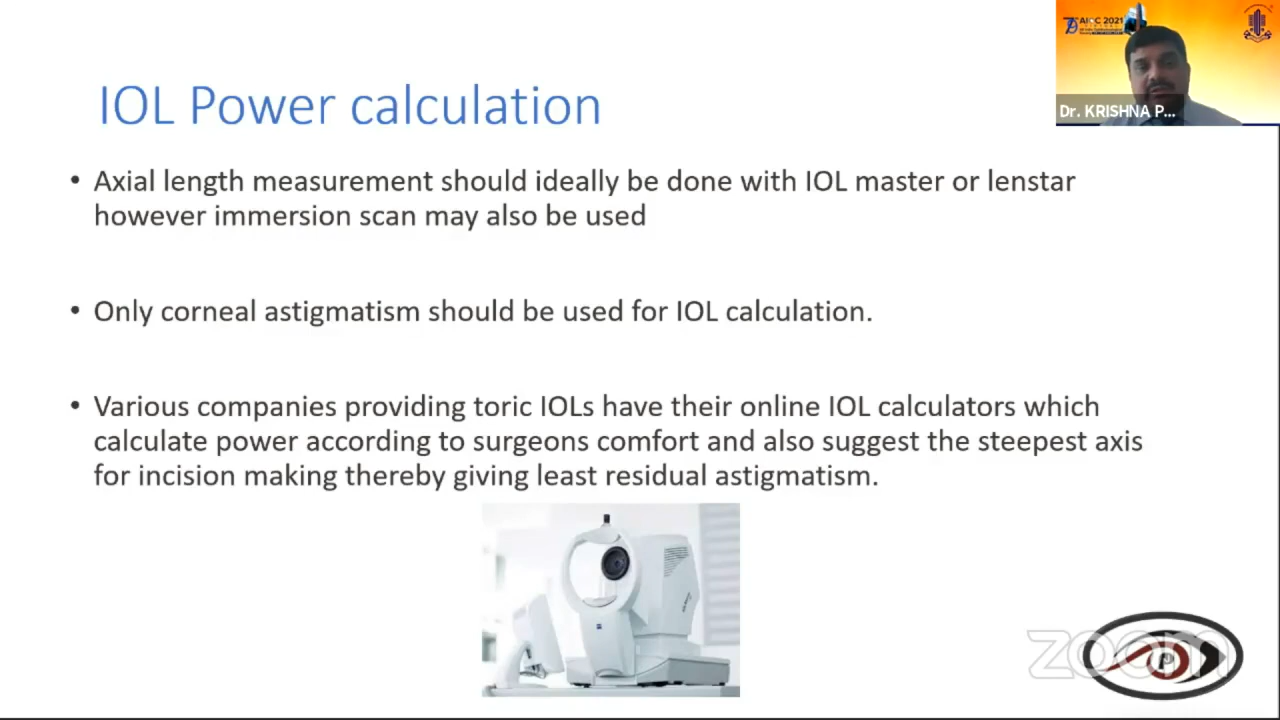 79 AIOC 2021
Dr. KRISHNA P...
IOL Power calculation
• Axial length measurement should ideally be done with IOL master or lenstar
however immersion scan may also be used
• Only corneal astigmatism should be used for IOL calculation.
• Various companies providing toric IOLs have their online IOL calculators which
calculate power according to surgeons comfort and also suggest the steepest axis
for incision making thereby giving least residual astigmatism.
zoom